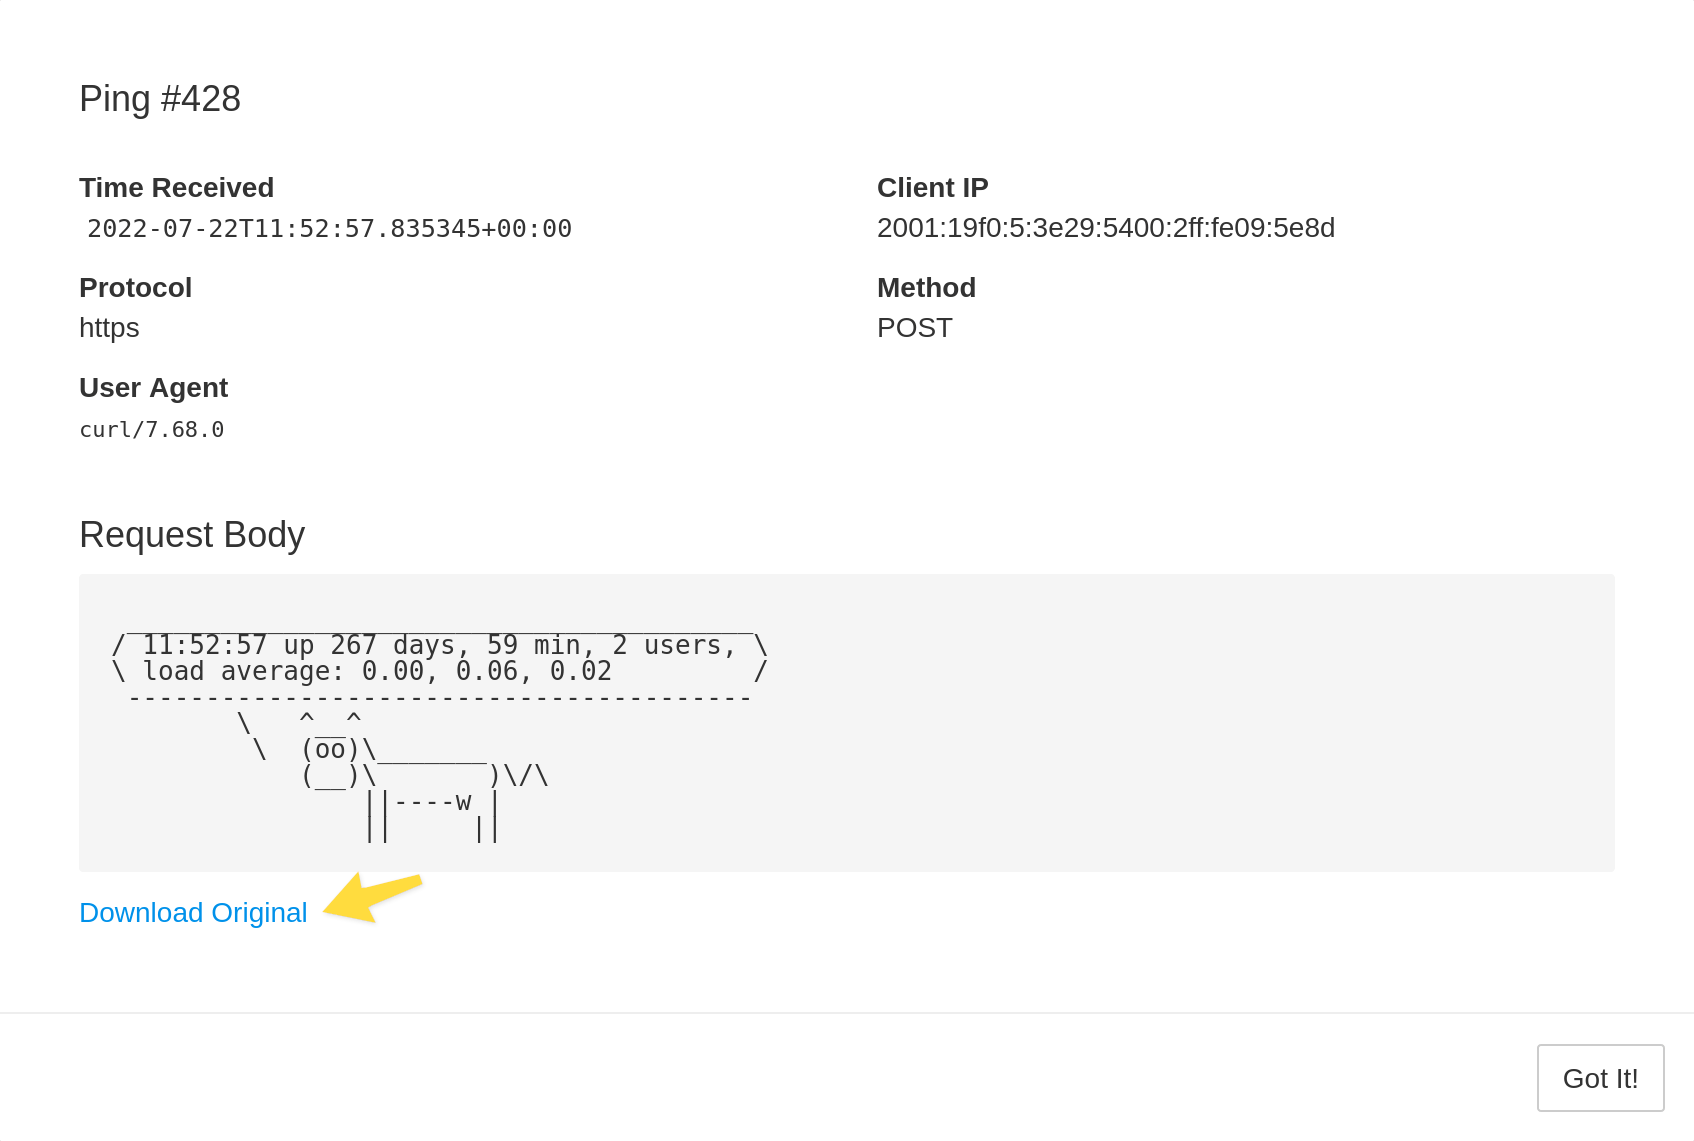 Ping #428
Time Received
2022-07-22T11:52:57.835345+00:00
Client IP
2001:19f0:5:3e29:5400:2ff:fe09:5e8d
Protocol
https
Method
POST
User Agent
curl/7.68.0
Request Body
 ________________________________________
/ 11:52:57 up 267 days, 59 min, 2 users, \
\ load average: 0.00, 0.06, 0.02         /
 ----------------------------------------
        \   ^__^
         \  (oo)\_______
            (__)\       )\/\
                ||----w |
                ||     ||
Download Original
Got It!